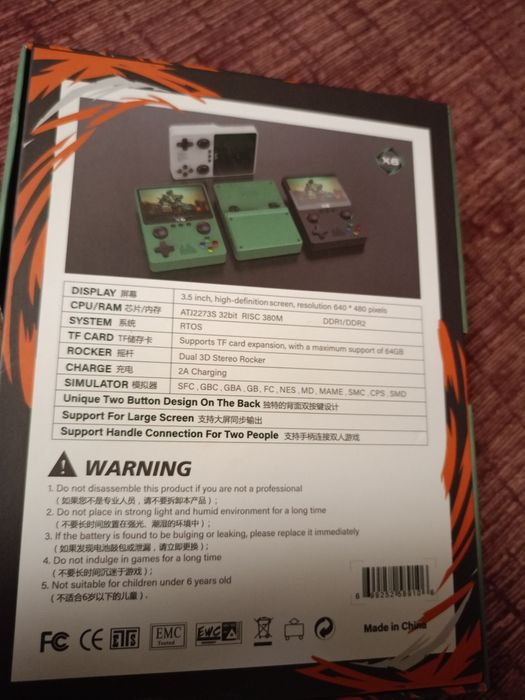 X6
DISPLAY 屏幕 3.5 inch, high-definition screen, resolution 640 * 480 pixels
CPU/RAM 芯片/内存 ATJ2273S 32bit RISC 380M DDR1/DDR2
SYSTEM 系统 RTOS
TF CARD TF储存卡 Supports TF card expansion, with a maximum support of 64GB
ROCKER 摇杆 Dual 3D Stereo Rocker
CHARGE 充电 2A Charging
SIMULATOR 模拟器 SFC , GBC , GBA , GB, FC , NES , MD , MAME , SMC , CPS , SMD
Unique Two Button Design On The Back 独特的背面双按键设计
Support For Large Screen 支持大屏同步输出
Support Handle Connection For Two People 支持手柄连接双人游戏
WARNING
1. Do not disassemble this product if you are not a professional
（如果您不是专业人员，请不要拆卸本产品）；
2. Do not place in strong light and humid environment for a long time
（不要长时间放置在强光、潮湿的环境中）；
3. If the battery is found to be bulging or leaking, please replace it immediately
（如果发现电池鼓包或泄漏，请立即更换）；
4. Do not indulge in games for a long time
（不要长时间沉迷于游戏）；
5. Not suitable for children under 6 years old
（不适合6岁以下的儿童）.
FC CE EMC Tested EWC
Made in China